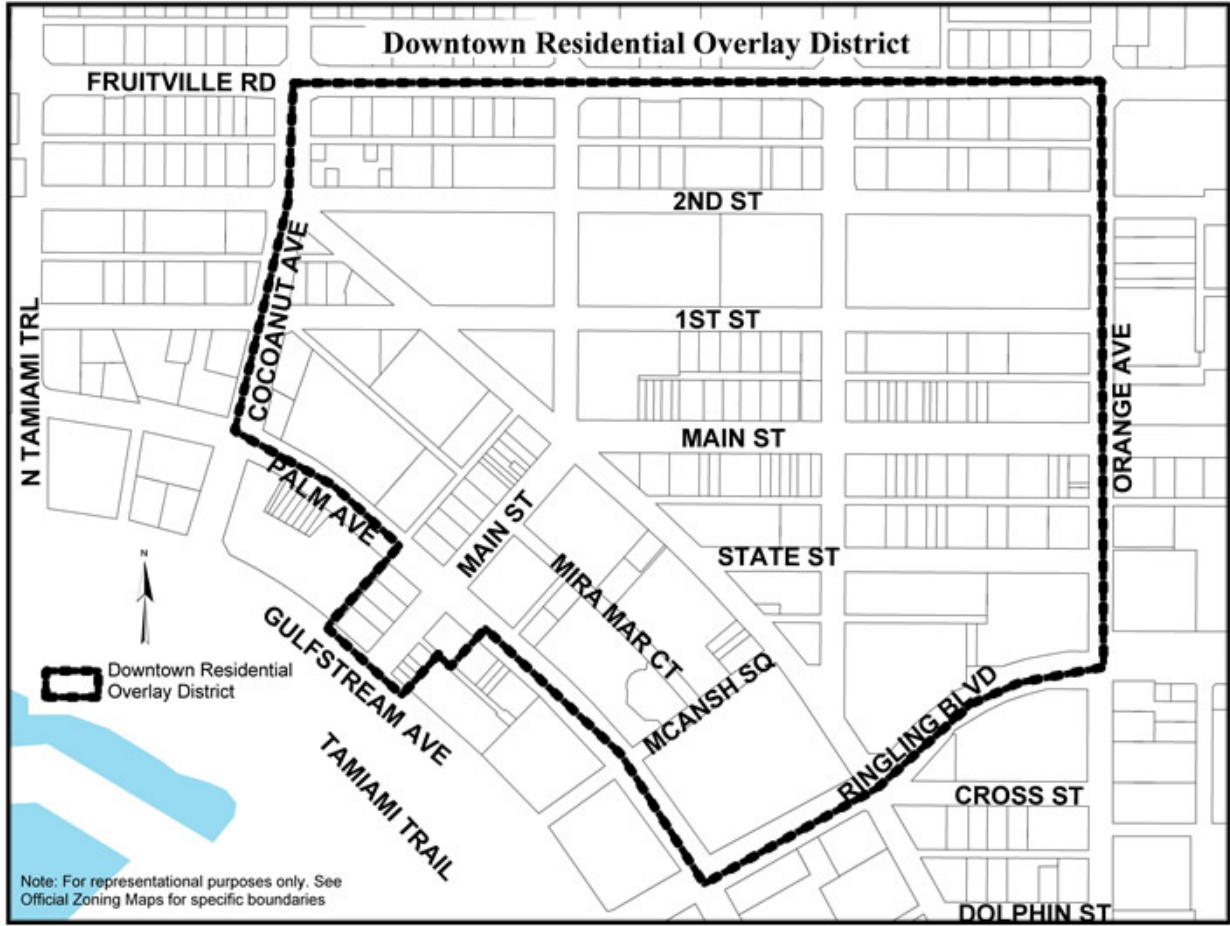 Downtown Residential Overlay District
FRUITVILLE RD
2ND ST
COCOANUT AVE
N TAMIAMI TRL
1ST ST
ORANGE AVE
MAIN ST
PALM AVE
MAIN ST
STATE ST
MIRA MAR CT
N
GULFSTREAM AVE
MCANSH SQ
RINGLING BLVD
Downtown Residential
Overlay District
TAMIAMI TRAIL
CROSS ST
Note: For representational purposes only. See
Official Zoning Maps for specific boundaries
DOLPHIN ST